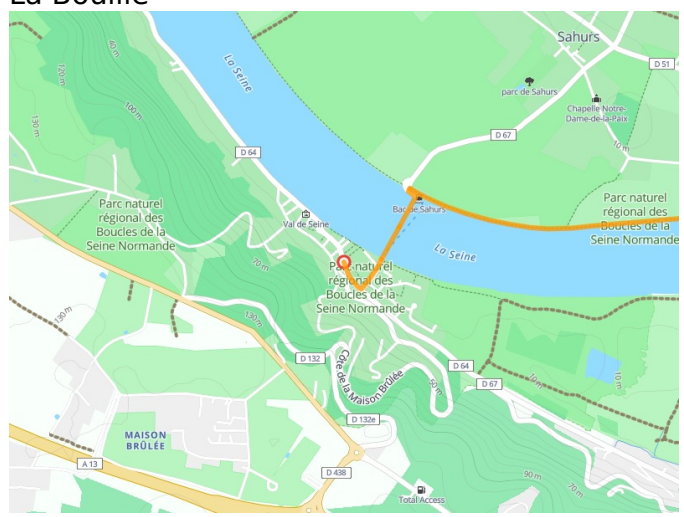 La Bouille
Sahurs
D 51
parc de Sahurs
Chapelle Notre-
Dame-de-la-Paix
La Seine
40 m
120 m
100 m
130 m
D 67
10 m
D 64
Bac de Sahurs
Parc naturel
régional des
Boucles de la
Seine Normande
Parc naturel
régional des
Boucles de la
Seine Normande
Val de Seine
La Seine
70 m
Parc naturel
régional des
Boucles de la
Seine Normande
130 m
130 m
D 132
Côte de la Maison Brûlée
50 m
D 64
D 67
10 m
10 m
D 132e
MAISON
BRÛLÉE
A 13
D 438
90 m
70 m
Total Access